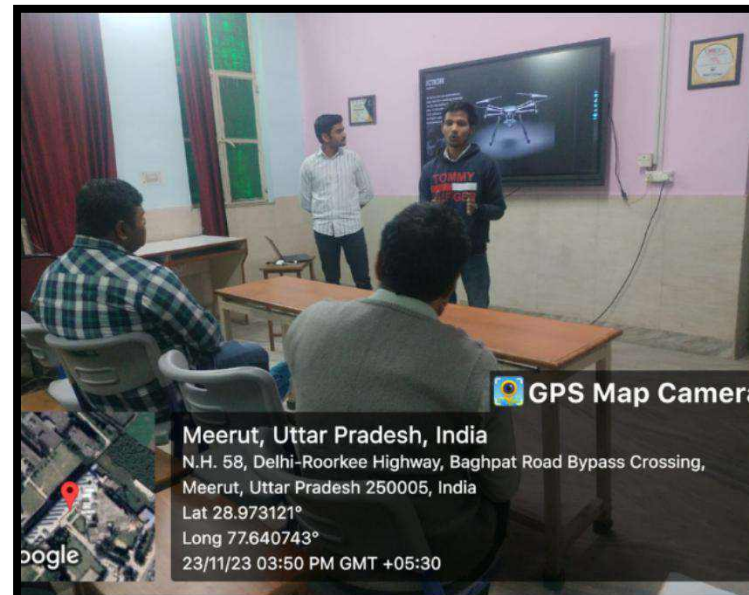 TOMMY
GPS Map Camera
Meerut, Uttar Pradesh, India
N.H. 58, Delhi-Roorkee Highway, Baghpat Road Bypass Crossing,
Meerut, Uttar Pradesh 250005, India
Lat 28.973121°
Long 77.640743°
23/11/23 03:50 PM GMT +05:30
oogle